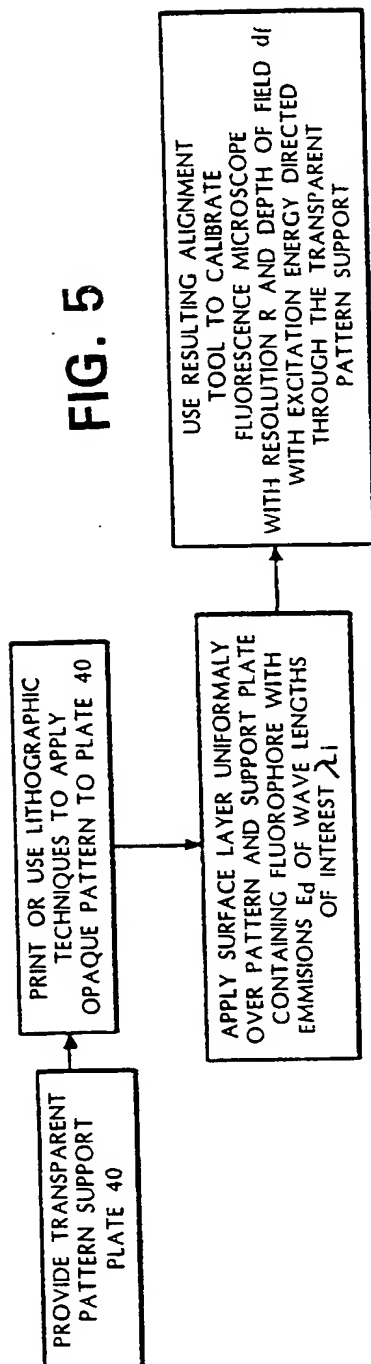 FIG. 5
PROVIDE TRANSPARENT
PATTERN SUPPORT
PLATE 40
PRINT OR USE LITHOGRAPHIC
TECHNIQUES TO APPLY
OPAQUE PATTERN TO PLATE 40
APPLY SURFACE LAYER UNIFORMALY
OVER PATTERN AND SUPPORT PLATE
CONTAINING FLUOROPHORE WITH
EMMISIONS Ed OF WAVE LENGTHS
OF INTEREST λi
USE RESULTING ALIGNMENT
TOOL TO CALIBRATE
FLUORESCENCE MICROSCOPE
WITH RESOLUTION R AND DEPTH OF FIELD df
WITH EXCITATION ENERGY DIRECTED
THROUGH THE TRANSPARENT
PATTERN SUPPORT